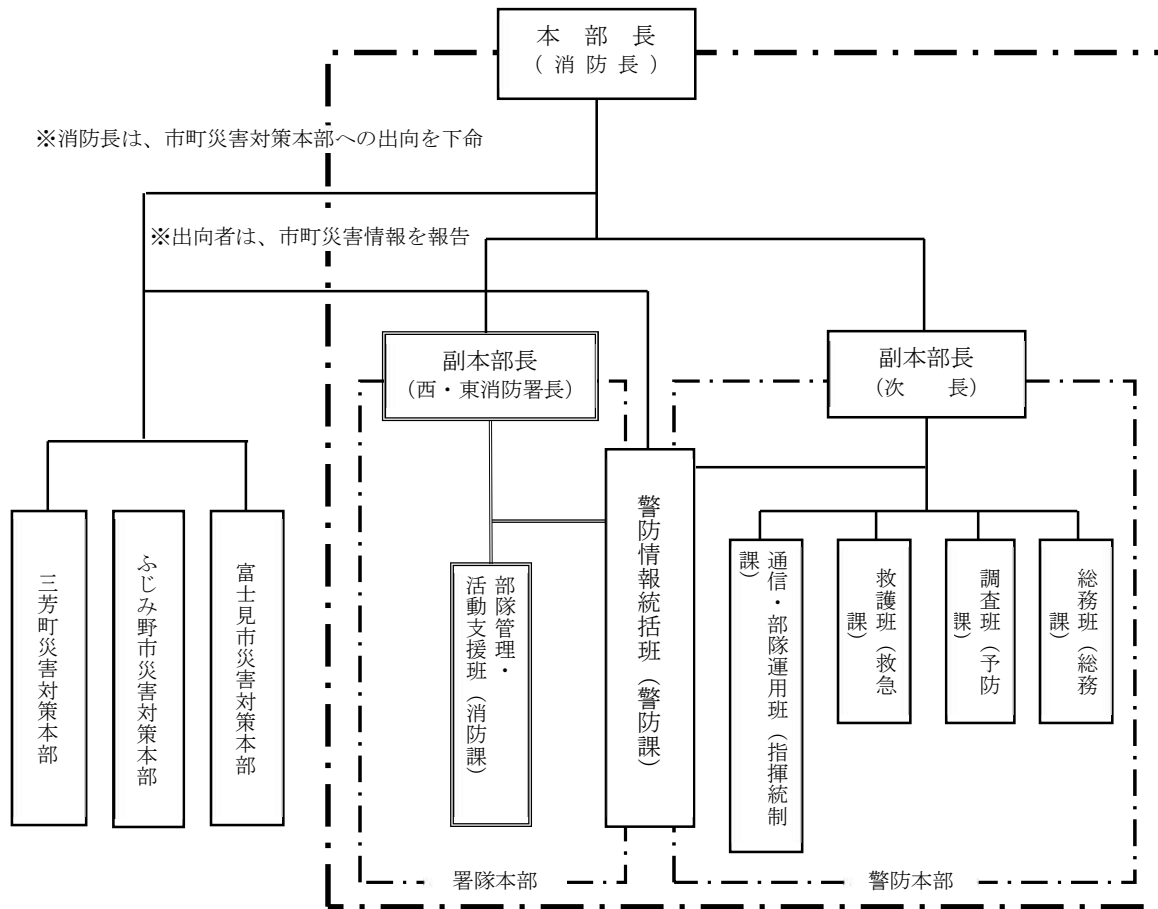 本　部　長
（ 消 防 長 ）
※消防長は、市町災害対策本部への出向を下命
※出向者は、市町災害情報を報告
副本部長
（西・東消防署長）
副本部長
（次　　長）
三芳町災害対策本部
ふじみ野市災害対策本部
富士見市災害対策本部
部隊管理・
活動支援班（消防課）
警防情報統括班（警防課）
通信・部隊運用班（指揮統制
課）
救護班（救急
課）
調査班（予防
課）
総務班（総務
課）
署隊本部
警防本部